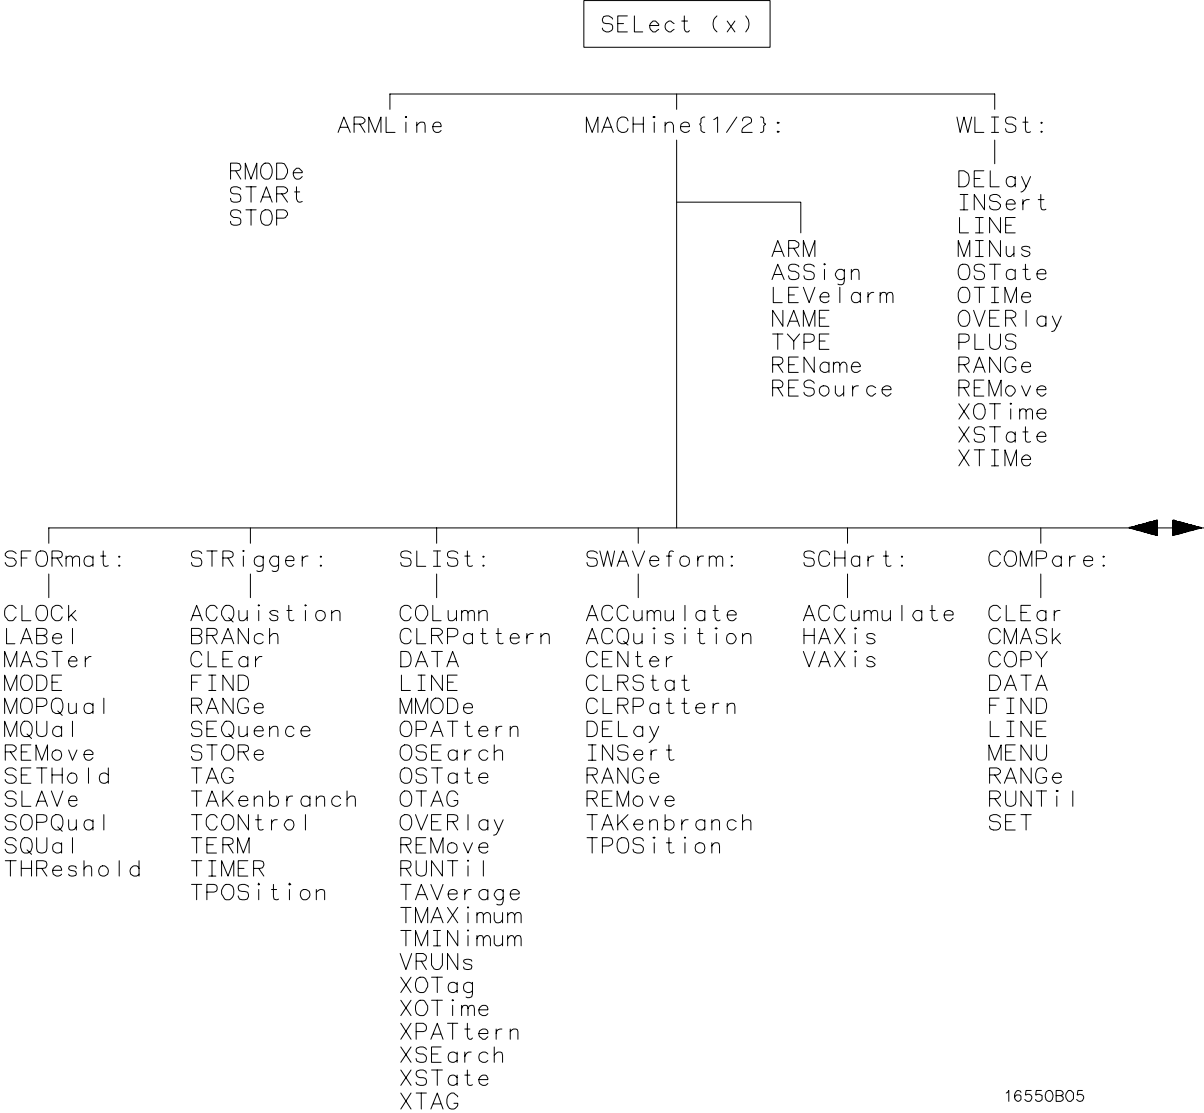 SELect (x)
ARMLine
MACHine{1/2}:
WLISt:
RMODe
STARt
STOP
ARM
ASSign
LEVelarm
NAME
TYPE
REName
RESource
DELay
INSert
LINE
MINus
OSTate
OTIMe
OVERlay
PLUS
RANGe
REMove
XOTime
XSTate
XTIMe
SFORmat:
CLOCk
LABel
MASTer
MODE
MOPQual
MQUal
REMove
SETHold
SLAVe
SOPQual
SQUal
THReshold
STRigger:
ACQuistion
BRANch
CLEar
FIND
RANGe
SEQuence
STORe
TAG
TAKenbranch
TCONtrol
TERM
TIMER
TPOSition
SLISt:
COLumn
CLRPattern
DATA
LINE
MMODe
OPATtern
OSEarch
OSTate
OTAG
OVERlay
REMove
RUNTil
TAVerage
TMAXimum
TMINimum
VRUNs
XOTag
XOTime
XPATtern
XSEarch
XSTate
XTAG
SWAVeform:
ACCumulate
ACQuisition
CENter
CLRStat
CLRPattern
DELay
INSert
RANGe
REMove
TAKenbranch
TPOSition
SCHart:
ACCumulate
HAXis
VAXis
COMPare:
CLEar
CMASk
COPY
DATA
FIND
LINE
MENU
RANGe
RUNTil
SET
16550B05